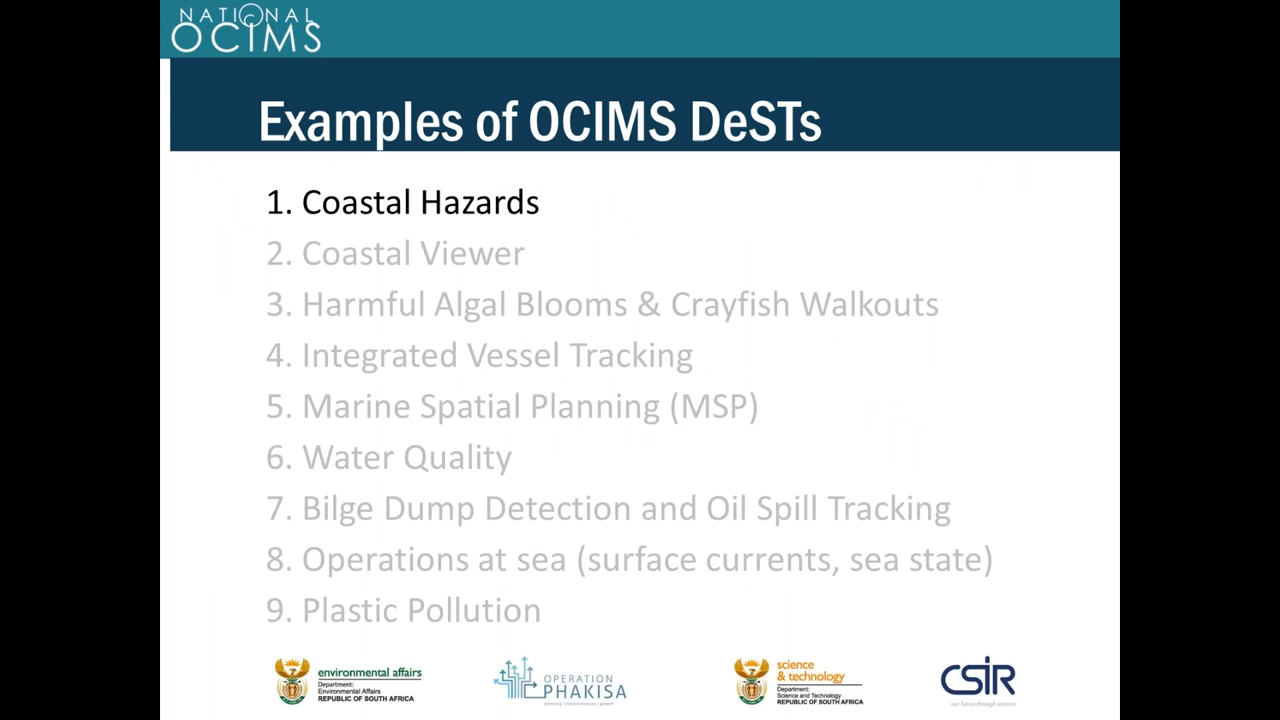 NATIONAL
OCIMS
Examples of OCIMS DeSTs
1. Coastal Hazards
2. Coastal Viewer
3. Harmful Algal Blooms & Crayfish Walkouts
4. Integrated Vessel Tracking
5. Marine Spatial Planning (MSP)
6. Water Quality
7. Bilge Dump Detection and Oil Spill Tracking
8. Operations at sea (surface currents, sea state)
9. Plastic Pollution
environmental affairs
Department:
Environmental Affairs
REPUBLIC OF SOUTH AFRICA
OPERATION
PHAKISA
planning / implementation / growth
science
& technology
Department:
Science and Technology
REPUBLIC OF SOUTH AFRICA
CSIR
our future through science